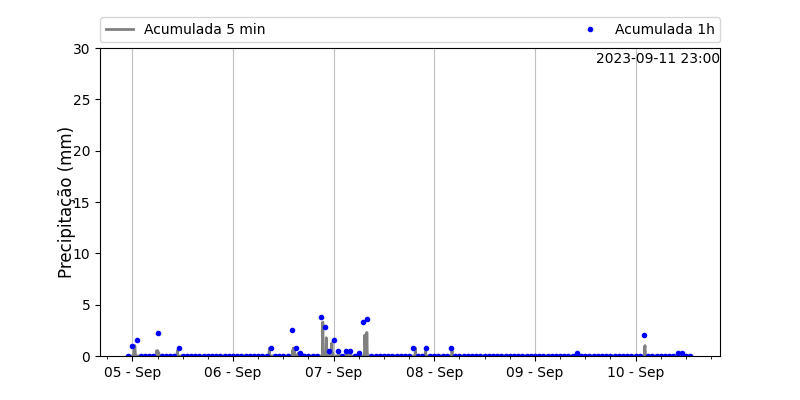 Acumulada 5 min
Acumulada 1h
2023-09-11 23:00
Precipitação (mm)
30
25
20
15
10
5
0
05 - Sep
06 - Sep
07 - Sep
08 - Sep
09 - Sep
10 - Sep